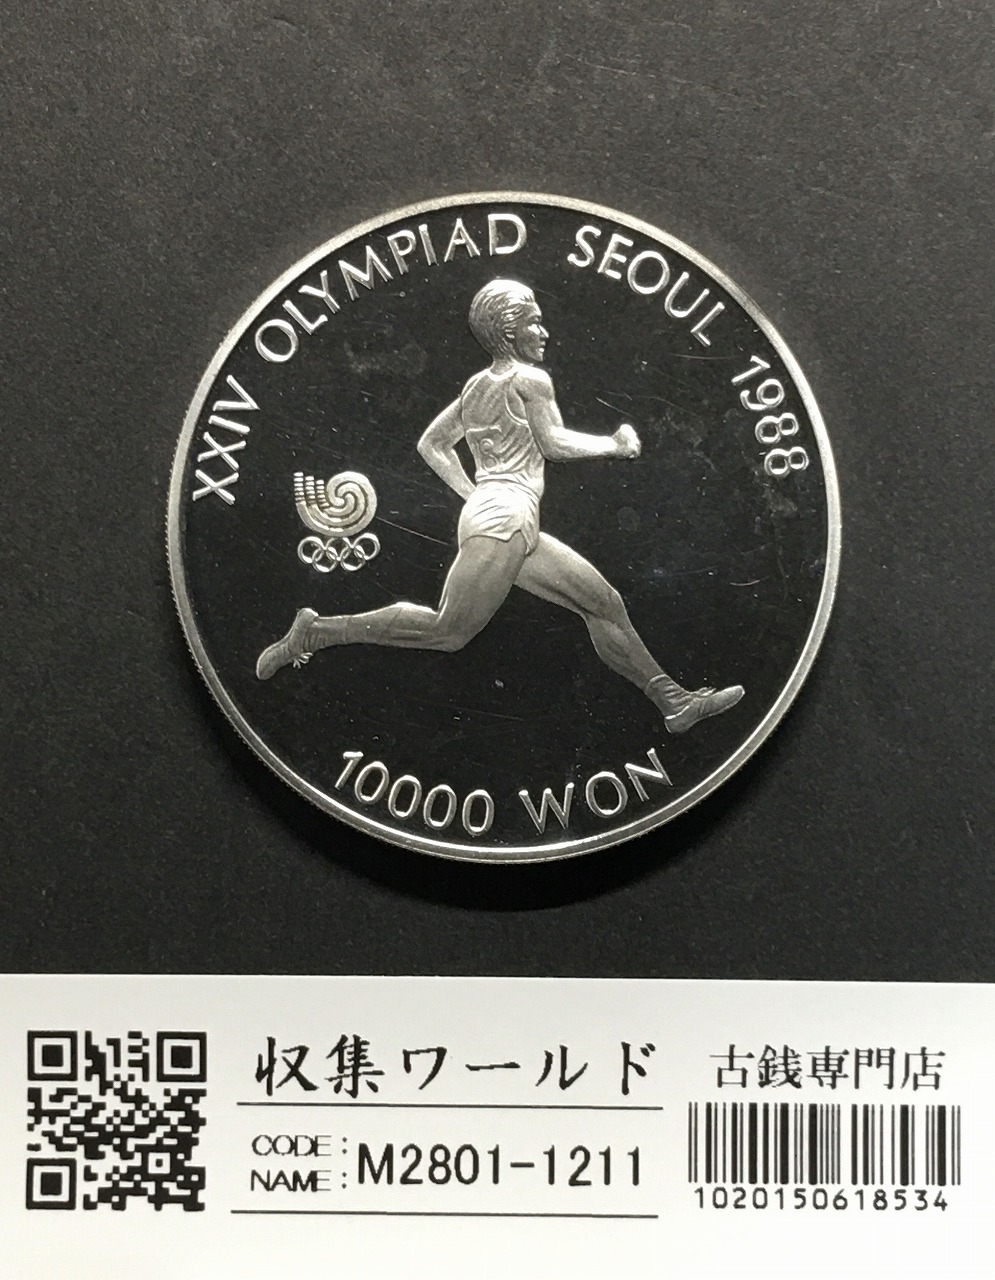 XXIV OLYMPIAD SEOUL 1988
10000 WON
収集ワールド
古銭専門店
CODE:
NAME: M2801-1211
1020150618534